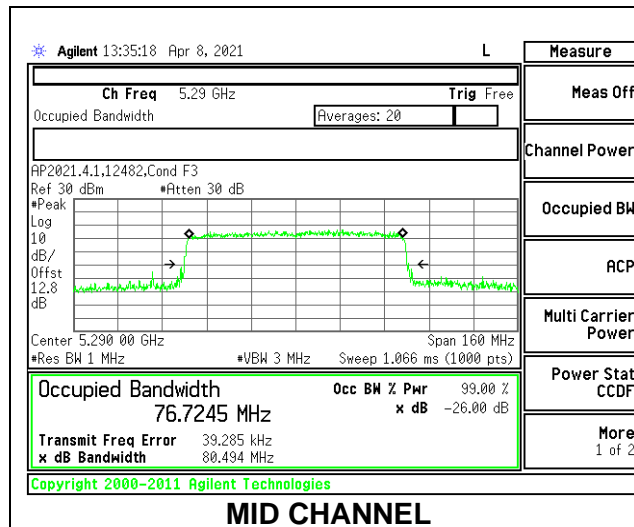 Agilent 13:35:18 Apr 8, 2021 L
Measure
Ch Freq 5.29 GHz Trig Free
Occupied Bandwidth Averages: 20
AP2021.4.1,12482,Cond F3
Ref 30 dBm #Atten 30 dB
#Peak
Log
10
dB/
Offst
12.8
dB
Center 5.290 00 GHz Span 160 MHz
#Res BW 1 MHz #VBW 3 MHz Sweep 1.066 ms (1000 pts)
Occupied Bandwidth Occ BW % Pwr 99.00 %
76.7245 MHz x dB -26.00 dB
Transmit Freq Error 39.285 kHz
x dB Bandwidth 80.494 MHz
Copyright 2000-2011 Agilent Technologies
Meas Off
Channel Power
Occupied BW
ACP
Multi Carrier
Power
Power Stat
CCDF
More
1 of 2
MID CHANNEL